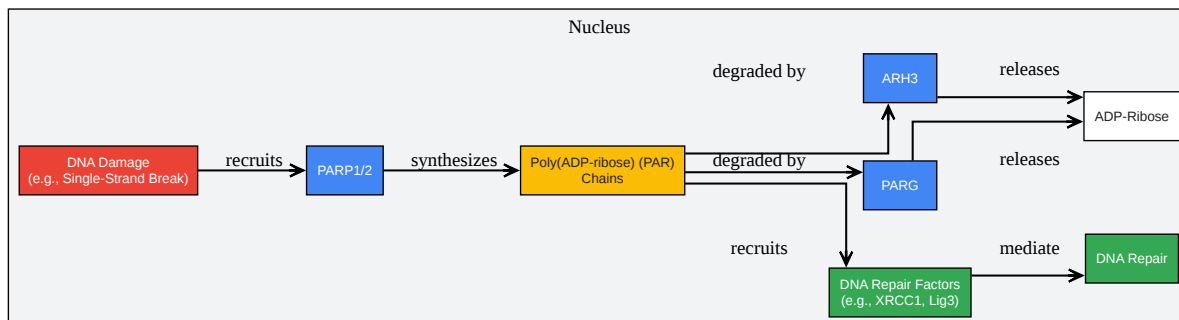 Nucleus
degraded by
ARH3
releases
ADP-Ribose
DNA Damage
(e.g., Single-Strand Break)
recruits
PARP1/2
synthesizes
Poly(ADP-ribose) (PAR)
Chains
degraded by
PARG
releases
recruits
DNA Repair Factors
(e.g., XRCC1, Lig3)
mediate
DNA Repair